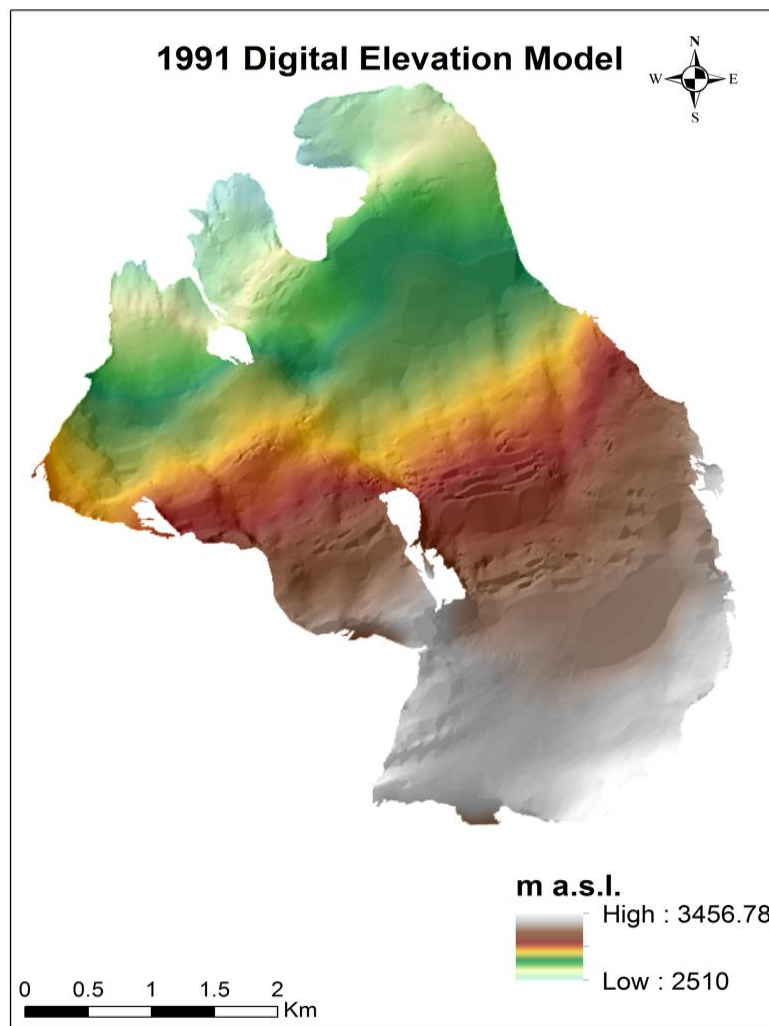 1991 Digital Elevation Model
N
W E
S
m a.s.l.
High : 3456.78
Low : 2510
0 0.5 1 1.5 2
Km